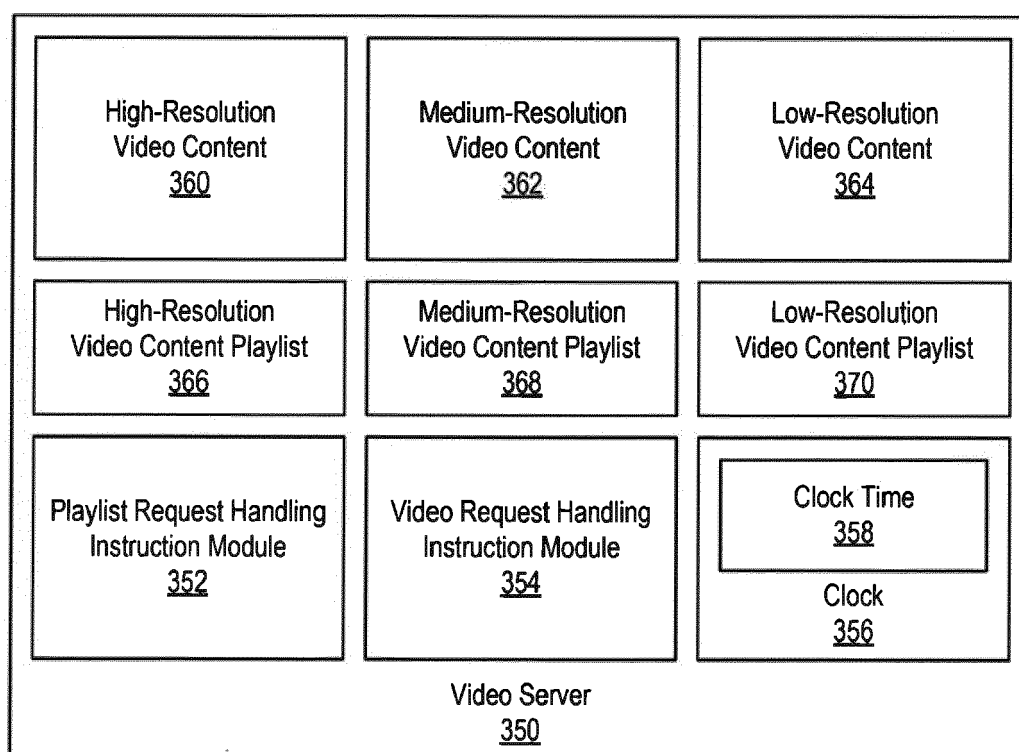 High-Resolution
Video Content
360
Medium-Resolution
Video Content
362
Low-Resolution
Video Content
364
High-Resolution
Video Content Playlist
366
Medium-Resolution
Video Content Playlist
368
Low-Resolution
Video Content Playlist
370
Playlist Request Handling
Instruction Module
352
Video Request Handling
Instruction Module
354
Clock Time
358
Clock
356
Video Server
350